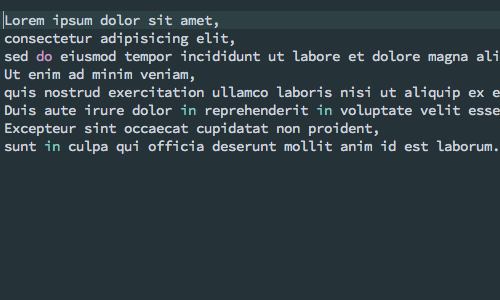 Lorem ipsum dolor sit amet,
consectetur adipisicing elit,
sed do eiusmod tempor incididunt ut labore et dolore magna ali
Ut enim ad minim veniam,
quis nostrud exercitation ullamco laboris nisi ut aliquip ex e
Duis aute irure dolor in reprehenderit in voluptate velit esse
Excepteur sint occaecat cupidatat non proident,
sunt in culpa qui officia deserunt mollit anim id est laborum.